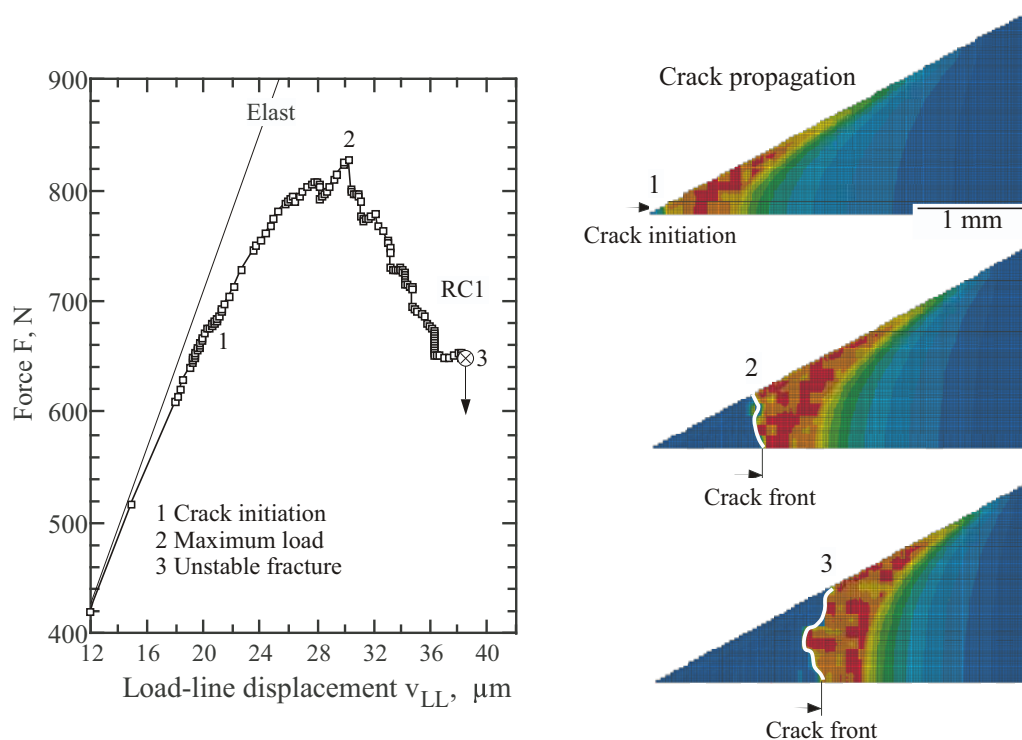 900
800
700
600
500
400
Force F, N
Elast
2
1
RC1
3
1 Crack initiation
2 Maximum load
3 Unstable fracture
12 16 20 24 28 32 36 40
Load-line displacement vLL, µm
Crack propagation
1
Crack initiation
1 mm
2
Crack front
3
Crack front